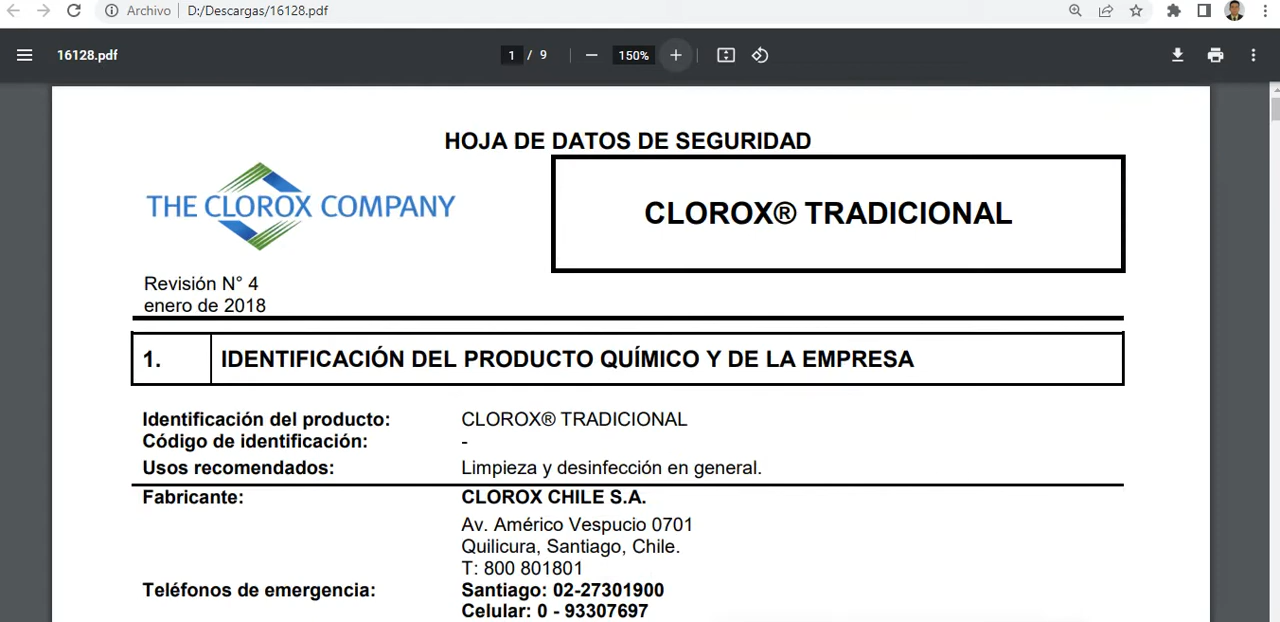 Archivo D:/Descargas/16128.pdf
16128.pdf 1 / 9 150%
HOJA DE DATOS DE SEGURIDAD
THE CLOROX COMPANY
CLOROX® TRADICIONAL
Revisión N° 4
enero de 2018
1. IDENTIFICACIÓN DEL PRODUCTO QUÍMICO Y DE LA EMPRESA
Identificación del producto: CLOROX® TRADICIONAL
Código de identificación: -
Usos recomendados: Limpieza y desinfección en general.
Fabricante: CLOROX CHILE S.A.
Av. Américo Vespucio 0701
Quilicura, Santiago, Chile.
T: 800 801801
Teléfonos de emergencia: Santiago: 02-27301900
Celular: 0 - 93307697